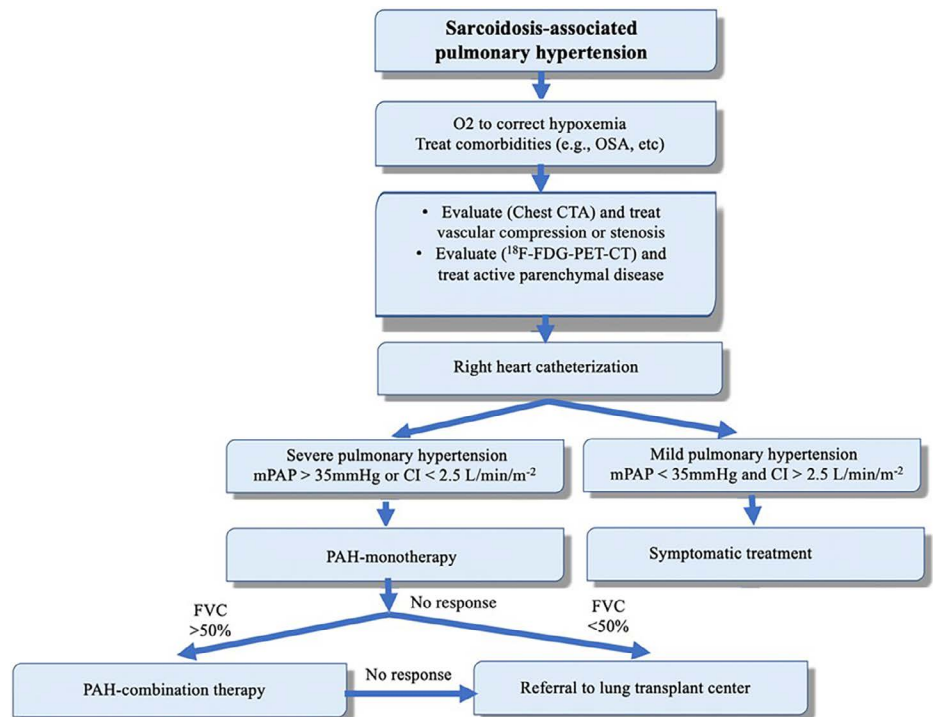 Sarcoidosis-associated
pulmonary hypertension
O2 to correct hypoxemia
Treat comorbidities (e.g., OSA, etc)
• Evaluate (Chest CTA) and treat
vascular compression or stenosis
• Evaluate (¹⁸F-FDG-PET-CT) and
treat active parenchymal disease
Right heart catheterization
Severe pulmonary hypertension
mPAP > 35mmHg or CI < 2.5 L/min/m⁻²
Mild pulmonary hypertension
mPAP < 35mmHg and CI > 2.5 L/min/m⁻²
PAH-monotherapy
Symptomatic treatment
FVC
>50%
No response
FVC
<50%
PAH-combination therapy
No response
Referral to lung transplant center